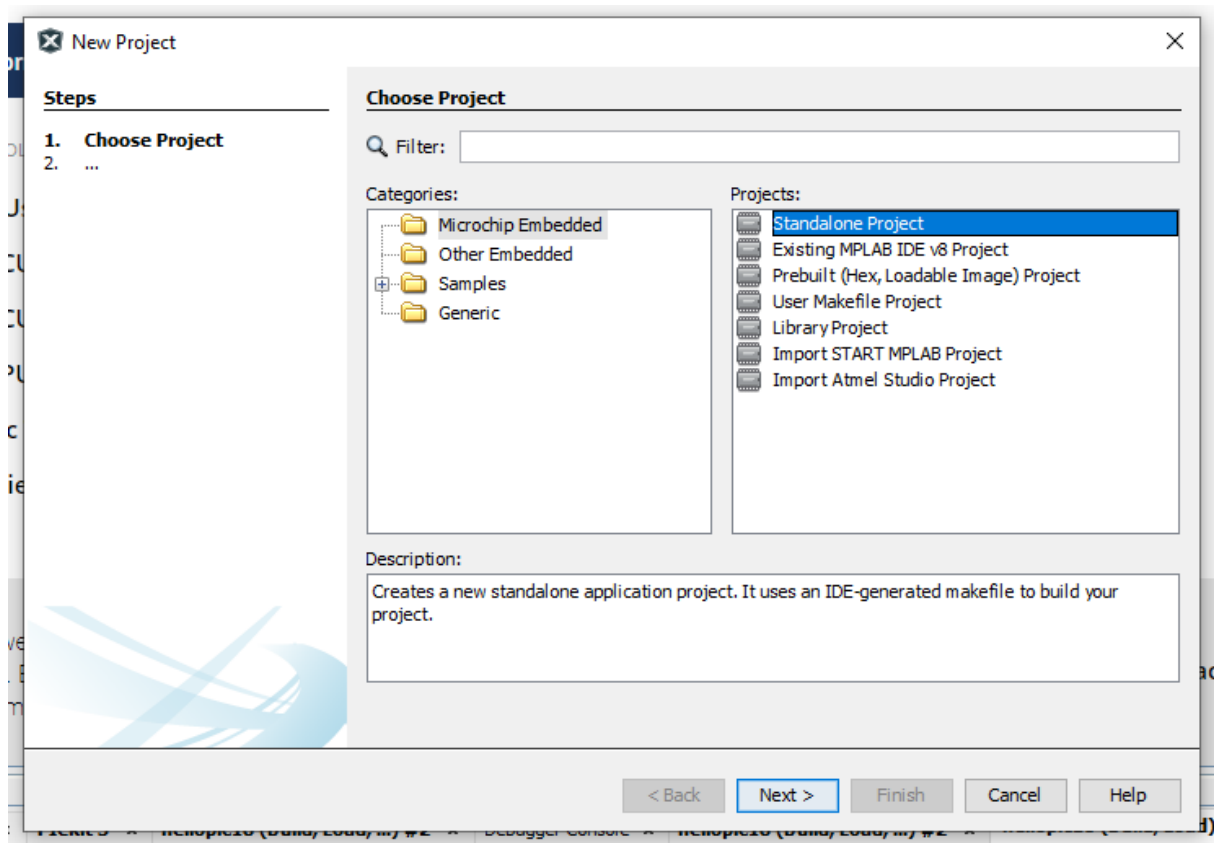 New Project
Steps
1. Choose Project
2. ...
Choose Project
Filter:
Categories:
Microchip Embedded
Other Embedded
Samples
Generic
Projects:
Standalone Project
Existing MPLAB IDE v8 Project
Prebuilt (Hex, Loadable Image) Project
User Makefile Project
Library Project
Import START MPLAB Project
Import Atmel Studio Project
Description:
Creates a new standalone application project. It uses an IDE-generated makefile to build your
project.
< Back
Next >
Finish
Cancel
Help